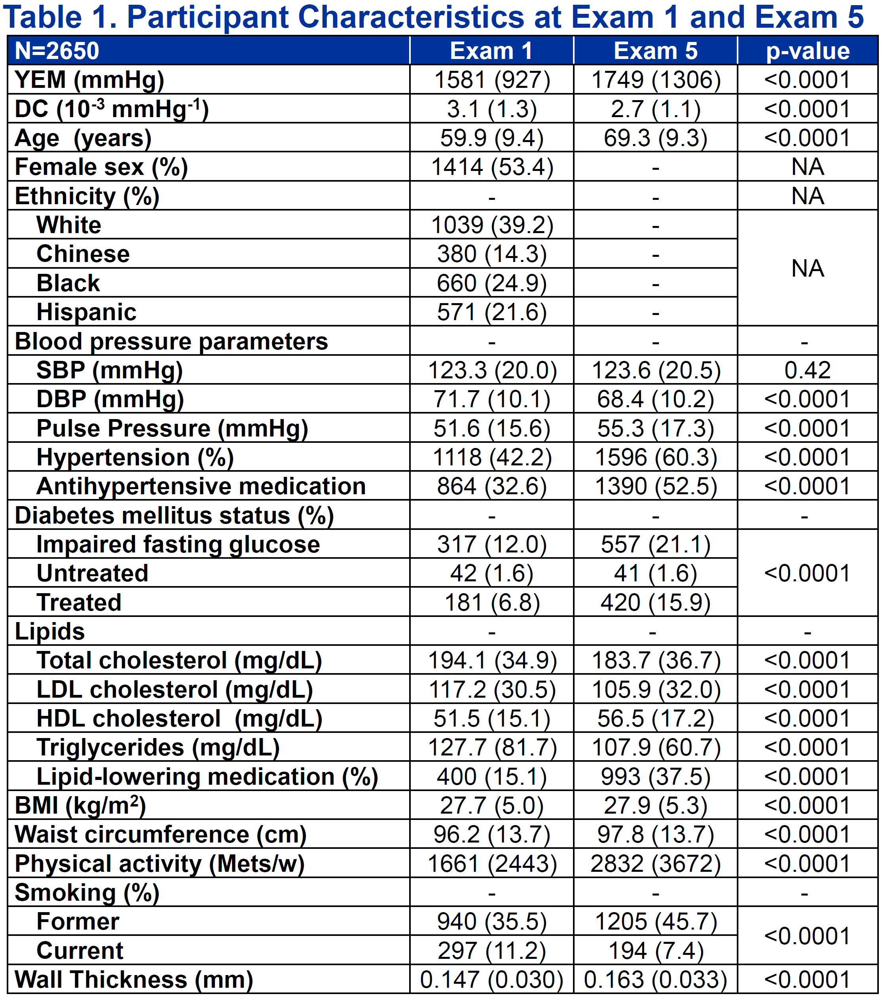 Table 1. Participant Characteristics at Exam 1 and Exam 5
N=2650 Exam 1 Exam 5 p-value
YEM (mmHg) 1581 (927) 1749 (1306) <0.0001
DC (10⁻³ mmHg⁻¹) 3.1 (1.3) 2.7 (1.1) <0.0001
Age (years) 59.9 (9.4) 69.3 (9.3) <0.0001
Female sex (%) 1414 (53.4) - NA
Ethnicity (%) - - NA
White 1039 (39.2) -
Chinese 380 (14.3) -
NA
Black 660 (24.9) -
Hispanic 571 (21.6) -
Blood pressure parameters - - -
SBP (mmHg) 123.3 (20.0) 123.6 (20.5) 0.42
DBP (mmHg) 71.7 (10.1) 68.4 (10.2) <0.0001
Pulse Pressure (mmHg) 51.6 (15.6) 55.3 (17.3) <0.0001
Hypertension (%) 1118 (42.2) 1596 (60.3) <0.0001
Antihypertensive medication 864 (32.6) 1390 (52.5) <0.0001
Diabetes mellitus status (%) - - -
Impaired fasting glucose 317 (12.0) 557 (21.1)
Untreated 42 (1.6) 41 (1.6) <0.0001
Treated 181 (6.8) 420 (15.9)
Lipids - - -
Total cholesterol (mg/dL) 194.1 (34.9) 183.7 (36.7) <0.0001
LDL cholesterol (mg/dL) 117.2 (30.5) 105.9 (32.0) <0.0001
HDL cholesterol (mg/dL) 51.5 (15.1) 56.5 (17.2) <0.0001
Triglycerides (mg/dL) 127.7 (81.7) 107.9 (60.7) <0.0001
Lipid-lowering medication (%) 400 (15.1) 993 (37.5) <0.0001
BMI (kg/m²) 27.7 (5.0) 27.9 (5.3) <0.0001
Waist circumference (cm) 96.2 (13.7) 97.8 (13.7) <0.0001
Physical activity (Mets/w) 1661 (2443) 2832 (3672) <0.0001
Smoking (%) - - -
Former 940 (35.5) 1205 (45.7)
<0.0001
Current 297 (11.2) 194 (7.4)
Wall Thickness (mm) 0.147 (0.030) 0.163 (0.033) <0.0001